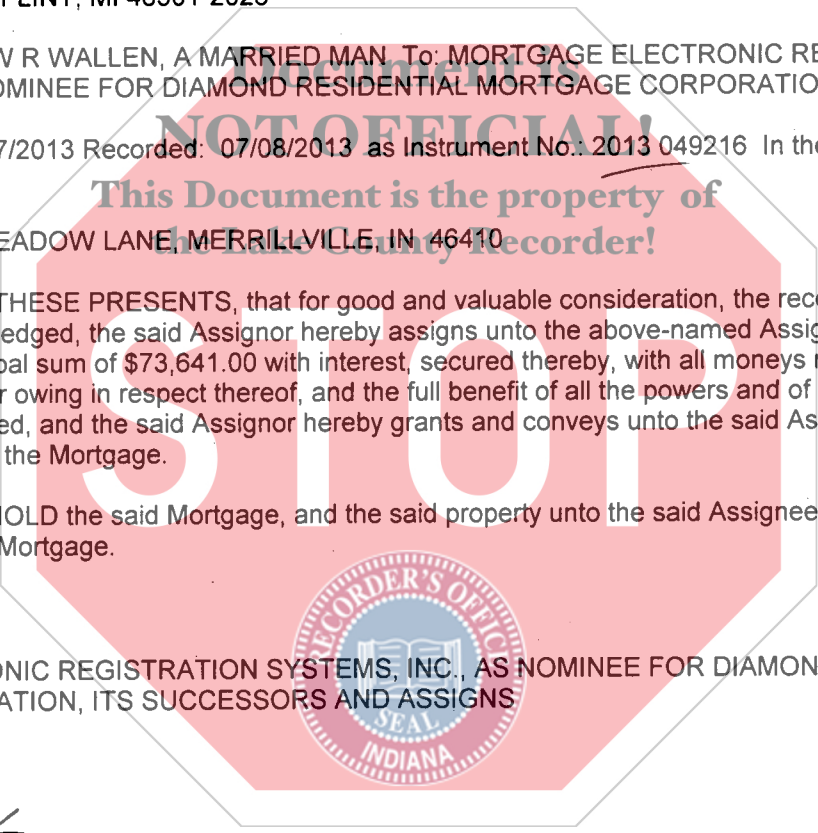 FLINT, MI 48501-2026
W R WALLEN, A MARRIED MAN To: MORTGAGE ELECTRONIC RE
OMINEE FOR DIAMOND RESIDENTIAL MORTGAGE CORPORATIO
Document is
NOT OFFICIAL!
7/2013 Recorded: 07/08/2013 as Instrument No.: 2013 049216 In the
This Document is the property of
the Lake County Recorder!
EADOW LANE, MERRILLVILLE, IN 46410
THESE PRESENTS, that for good and valuable consideration, the rec
edged, the said Assignor hereby assigns unto the above-named Assig
pal sum of $73,641.00 with interest, secured thereby, with all moneys
r owing in respect thereof, and the full benefit of all the powers and of
ed, and the said Assignor hereby grants and conveys unto the said As
the Mortgage.
STOP
HOLD the said Mortgage, and the said property unto the said Assignee
Mortgage.
RECORDER'S OFFICE
ONIC REGISTRATION SYSTEMS, INC., AS NOMINEE FOR DIAMON
ATION, ITS SUCCESSORS AND ASSIGNS
SEAL
INDIANA